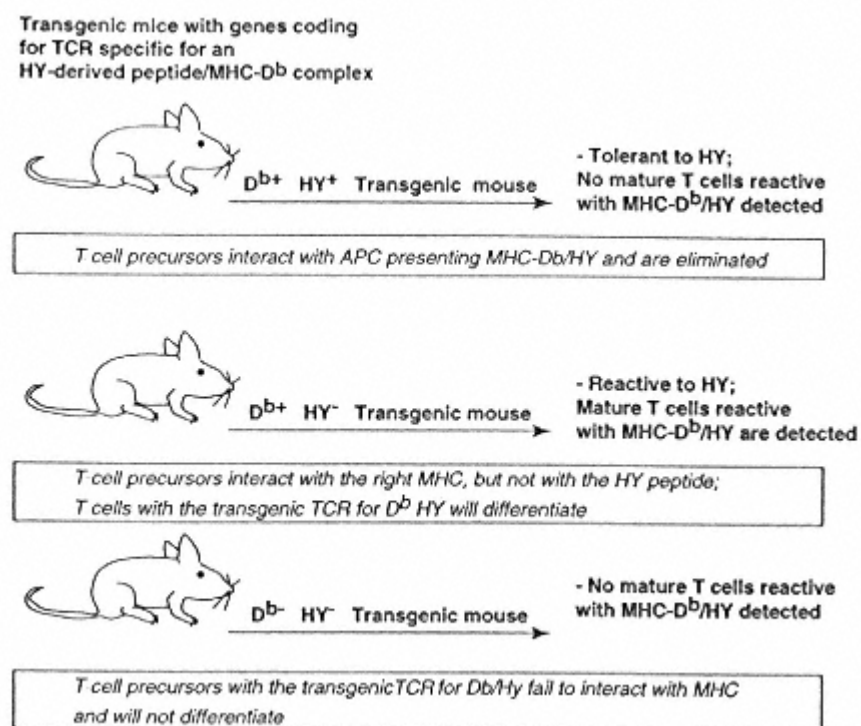 Transgenic mice with genes coding
for TCR specific for an
HY-derived peptide/MHC-Db complex
Db+ HY+ Transgenic mouse
- Tolerant to HY;
No mature T cells reactive
with MHC-Db/HY detected
T cell precursors interact with APC presenting MHC-Db/HY and are eliminated
Db+ HY- Transgenic mouse
- Reactive to HY;
Mature T cells reactive
with MHC-Db/HY are detected
T cell precursors interact with the right MHC, but not with the HY peptide;
T cells with the transgenic TCR for Db HY will differentiate
Db- HY- Transgenic mouse
- No mature T cells reactive
with MHC-Db/HY detected
T cell precursors with the transgenicTCR for Db/Hy fail to interact with MHC
and will not differentiate